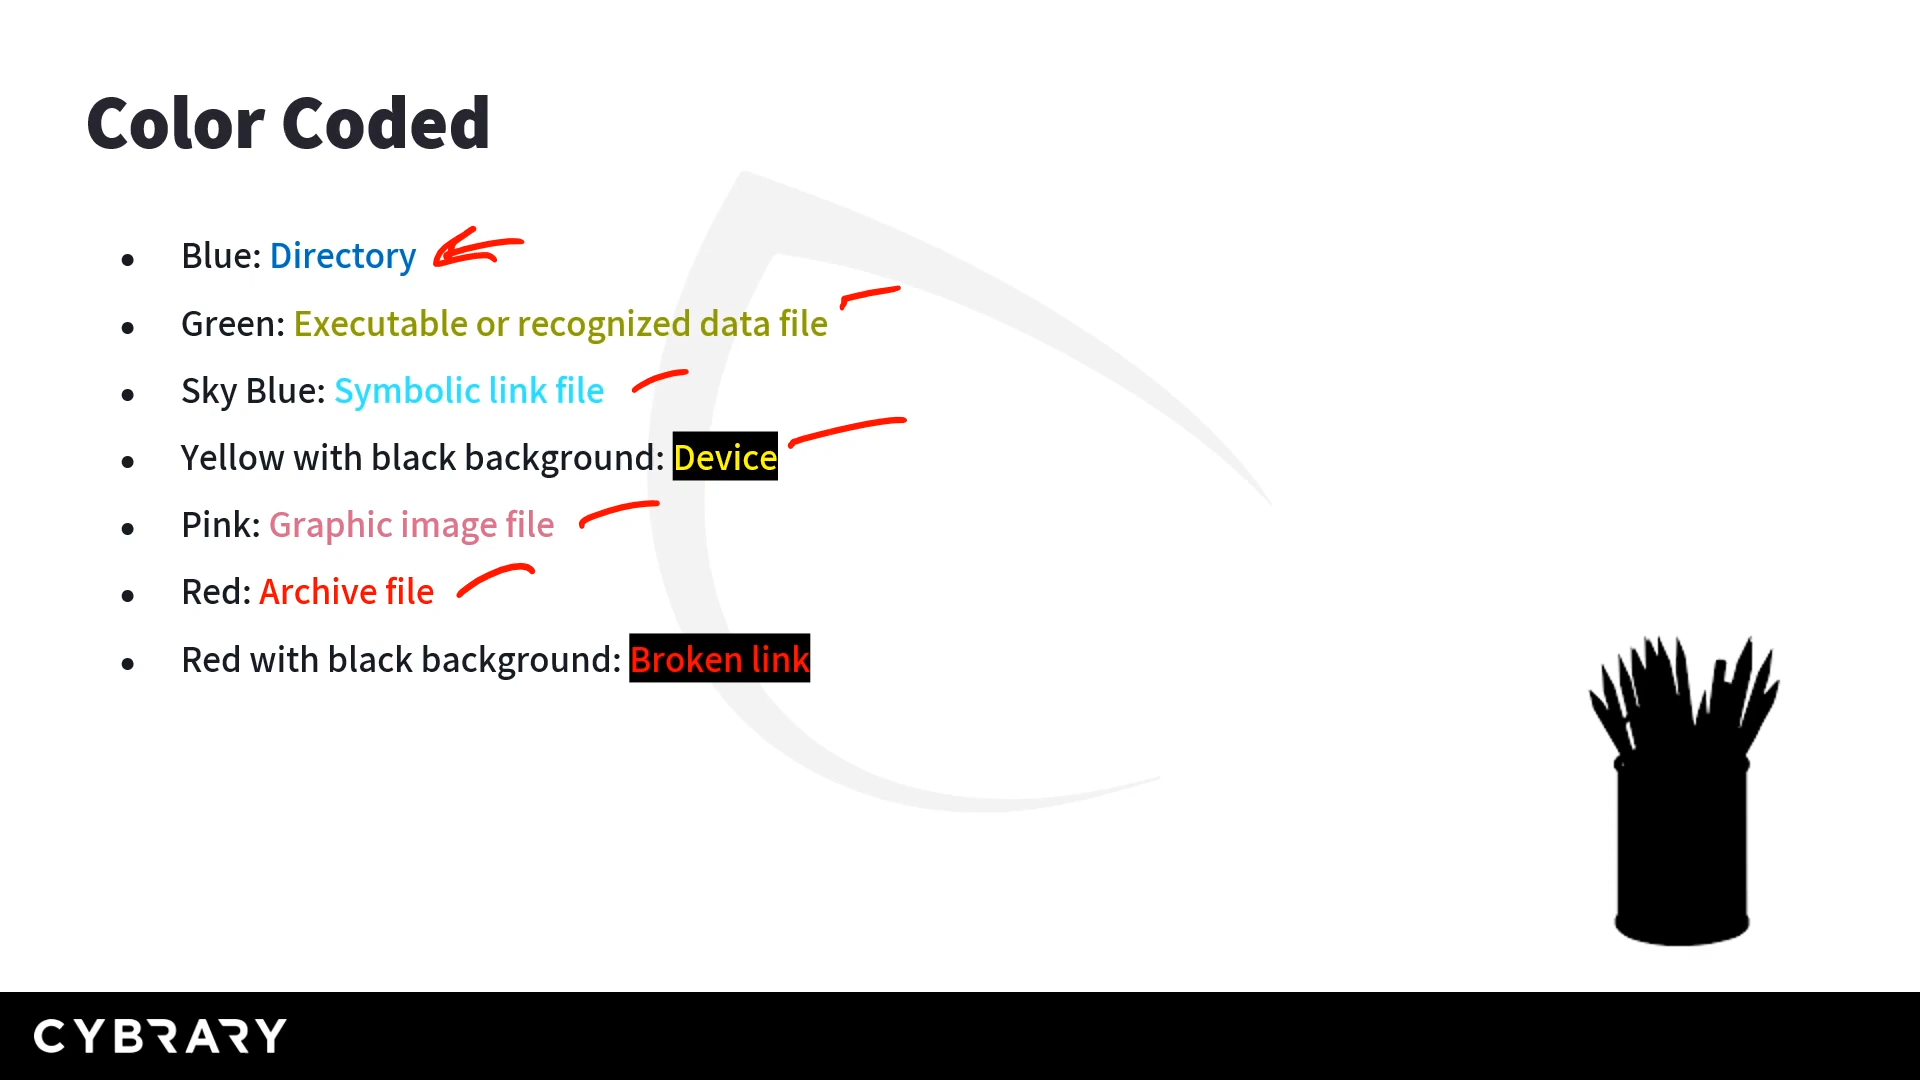 Color Coded
● Blue: Directory
● Green: Executable or recognized data file
● Sky Blue: Symbolic link file
● Yellow with black background: Device
● Pink: Graphic image file
● Red: Archive file
● Red with black background: Broken link
CYBRARY